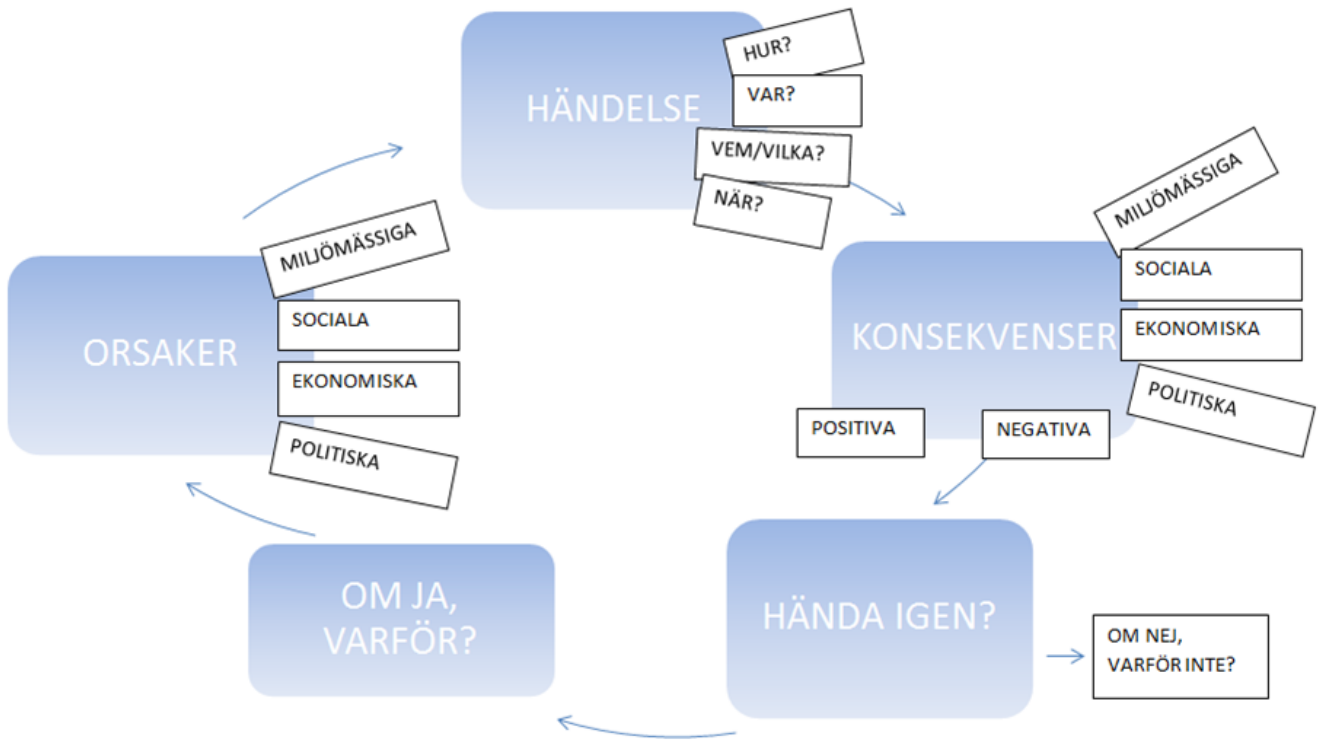 HÄNDELSE
HUR?
VAR?
VEM/VILKA?
NÄR?
KONSEKVENSER
MILJÖMÄSSIGA
SOCIALA
EKONOMISKA
POLITISKA
POSITIVA
NEGATIVA
HÄNDA IGEN?
OM NEJ,
VARFÖR INTE?
OM JA,
VARFÖR?
ORSAKER
MILJÖMÄSSIGA
SOCIALA
EKONOMISKA
POLITISKA